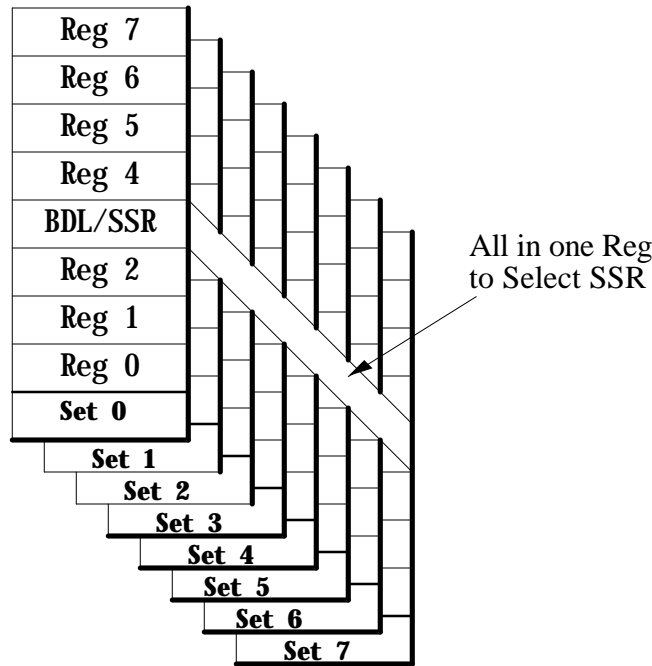 Reg 7
Reg 6
Reg 5
Reg 4
BDL/SSR
Reg 2
Reg 1
Reg 0
Set 0
Set 1
Set 2
Set 3
Set 4
Set 5
Set 6
Set 7
All in one Reg
to Select SSR